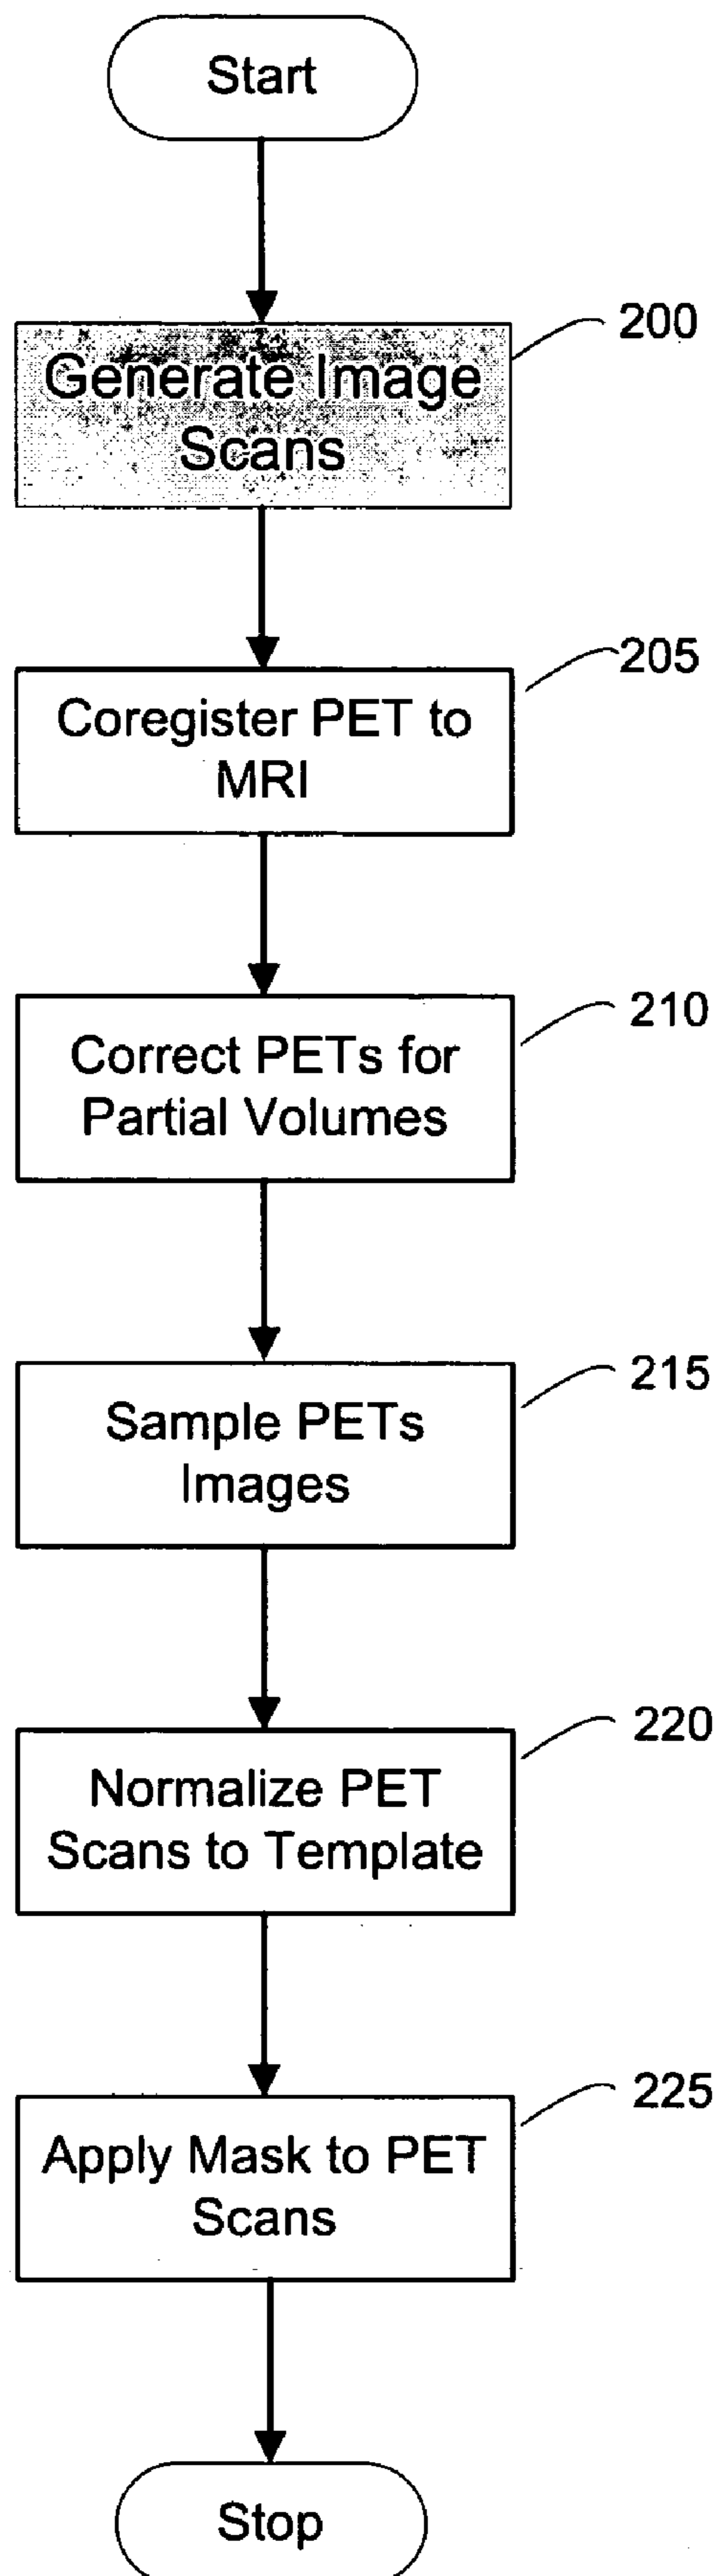 Start
200
Generate Image
Scans
205
Coregister PET to
MRI
210
Correct PETs for
Partial Volumes
215
Sample PETs
Images
220
Normalize PET
Scans to Template
225
Apply Mask to PET
Scans
Stop